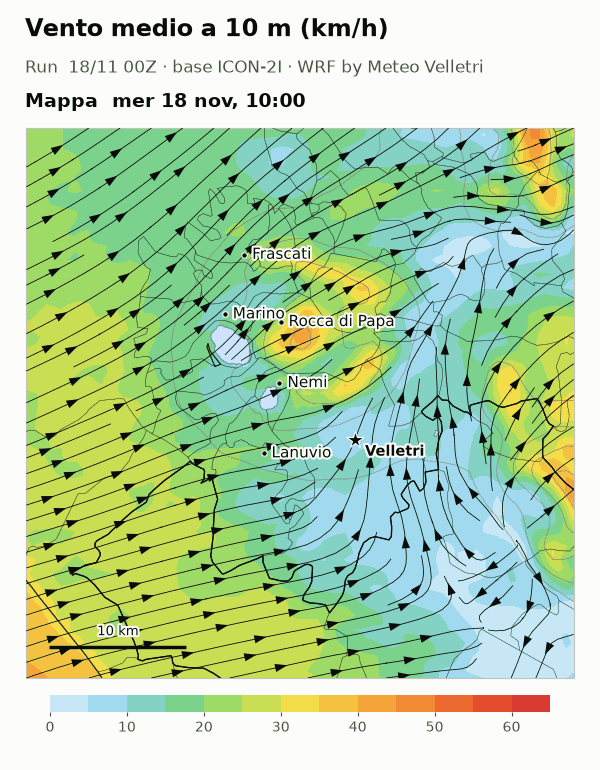 Vento medio a 10 m (km/h)
Run  18/11 00Z · base ICON-2I · WRF by Meteo Velletri
Mappa  mer 18 nov, 10:00
Frascati
Marino
Rocca di Papa
Nemi
Velletri
Lanuvio
10 km
0 10 20 30 40 50 60